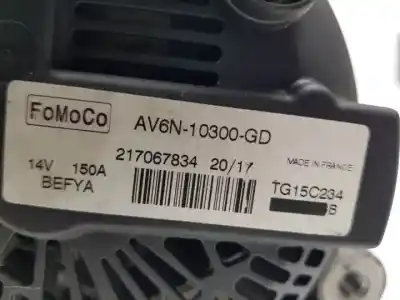 FoMoCo
AV6N-10300-GD
217067834 20/17
MADE IN FRANCE
14V 150A
BEFYA
TG15C234
B